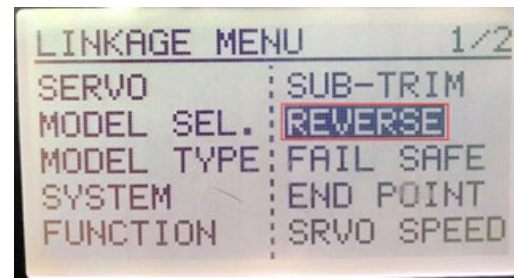 LINKAGE MENU 1/2
SERVO
MODEL SEL.
MODEL TYPE
SYSTEM
FUNCTION
SUB-TRIM
REVERSE
FAIL SAFE
END POINT
SRVO SPEED